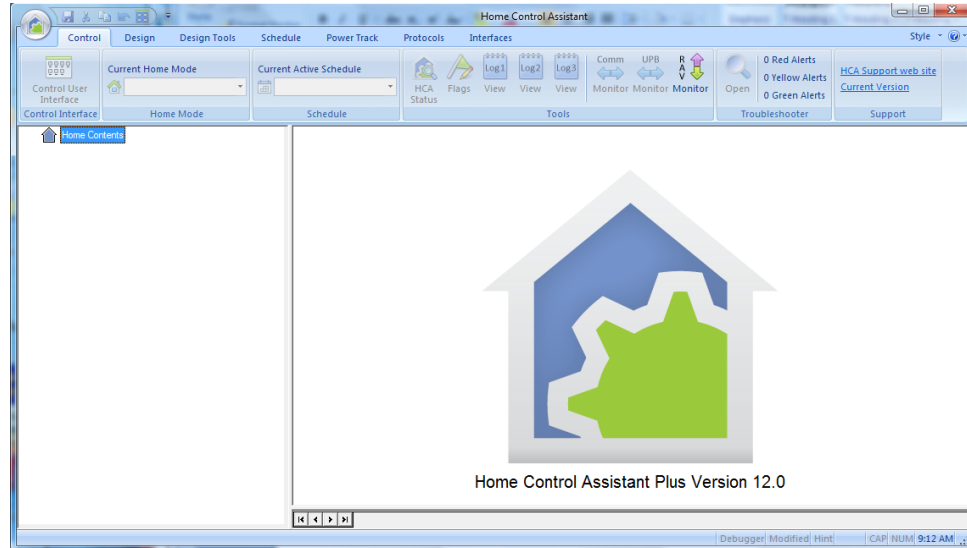 Home Control Assistant
Control Design Design Tools Schedule Power Track Protocols Interfaces Style
Control User
Interface
Control Interface
Current Home Mode
Home Mode
Current Active Schedule
Schedule
HCA
Status
Flags
Log1
View
Log2
View
Log3
View
Comm
Monitor
UPB
Monitor
R
A
V
Monitor
Tools
Open
0 Red Alerts
0 Yellow Alerts
0 Green Alerts
Troubleshooter
HCA Support web site
Current Version
Support
Home Contents
Home Control Assistant Plus Version 12.0
Debugger Modified Hint CAP NUM 9:12 AM